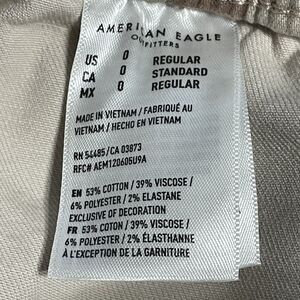 AMERICAN EAGLE
OUTFITTERS
US 0 REGULAR
CA 0 STANDARD
MX 0 REGULAR
MADE IN VIETNAM / FABRIQUÉ AU
VIETNAM / HECHO EN VIETNAM
RN 54485/CA 03873
RFC# AEM120605U9A
EN 53% COTTON / 39% VISCOSE /
6% POLYESTER / 2% ELASTANE
EXCLUSIVE OF DECORATION
FR 53% COTON / 39% VISCOSE /
6% POLYESTER / 2% ÉLASTHANNE
À L'EXCEPTION DE LA GARNITURE